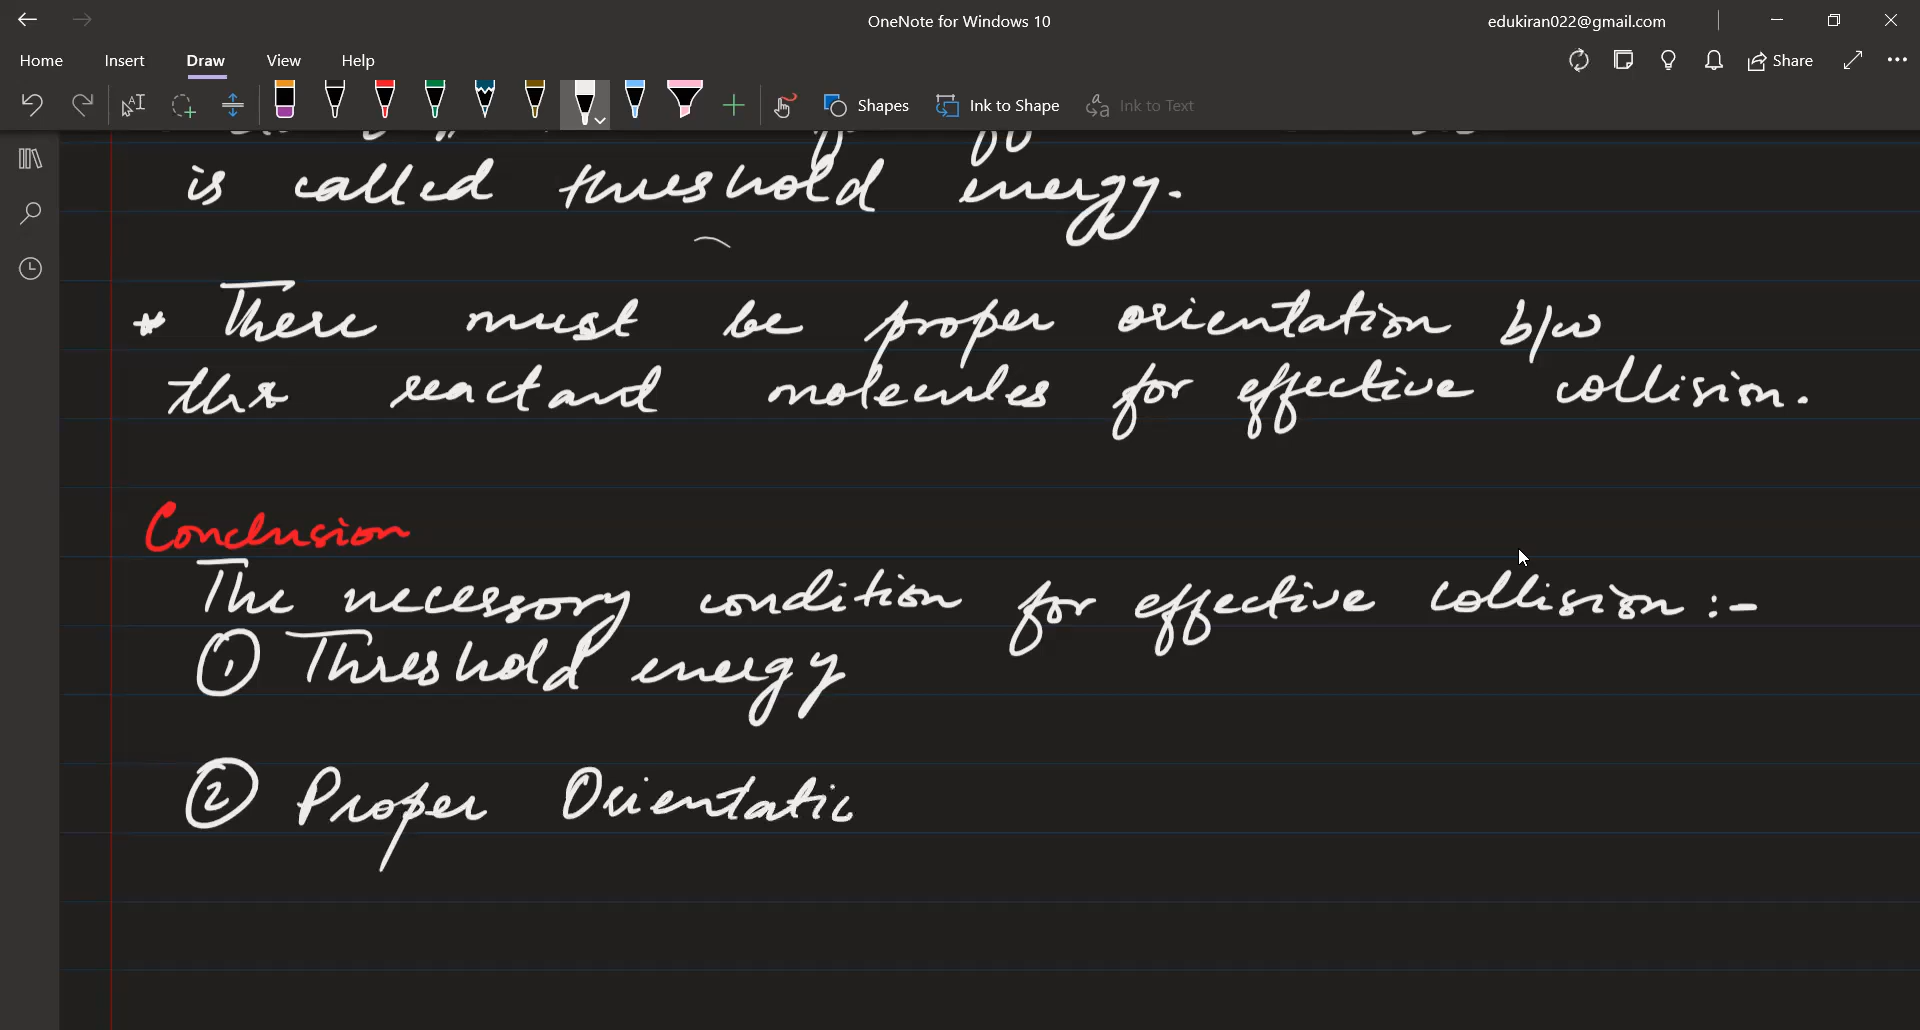 OneNote for Windows 10
edukiran022@gmail.com
Home Insert Draw View Help
Share
Shapes Ink to Shape Ink to Text
is called threshold energy.
* There must be proper orientation b/w
the reactand molecules for effective collision.
Conclusion
The necessory condition for effective collision :-
① Threshold energy
② Proper Orientatio